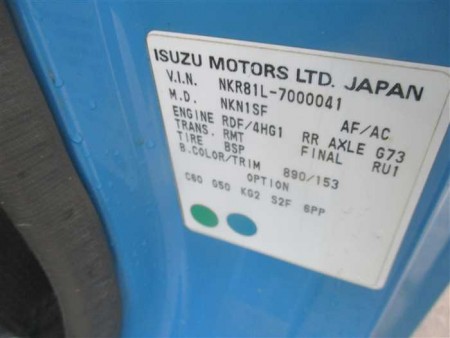 ISUZU MOTORS LTD. JAPAN
V.I.N. NKR81L-7000041
M.D. NKN1SF AF/AC
ENGINE RDF/4HG1 RR AXLE G73
TRANS. RMT FINAL RU1
TIRE BSP
B.COLOR/TRIM 890/153
OPTION
C60 G50 KG2 S2F 6PP